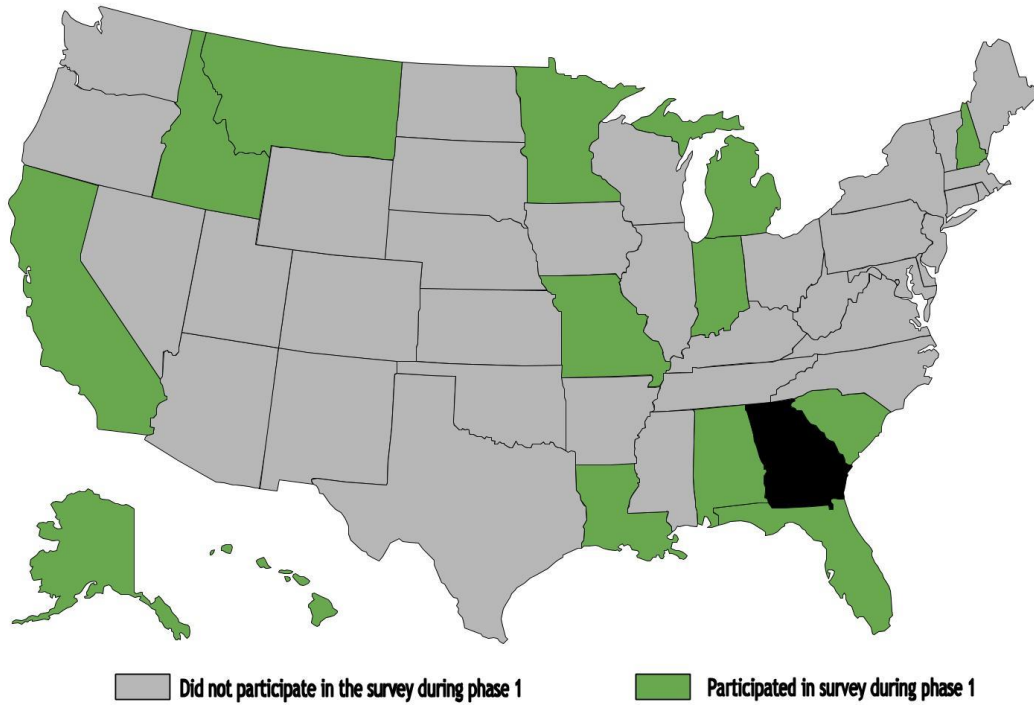 Did not participate in the survey during phase 1
Participated in survey during phase 1